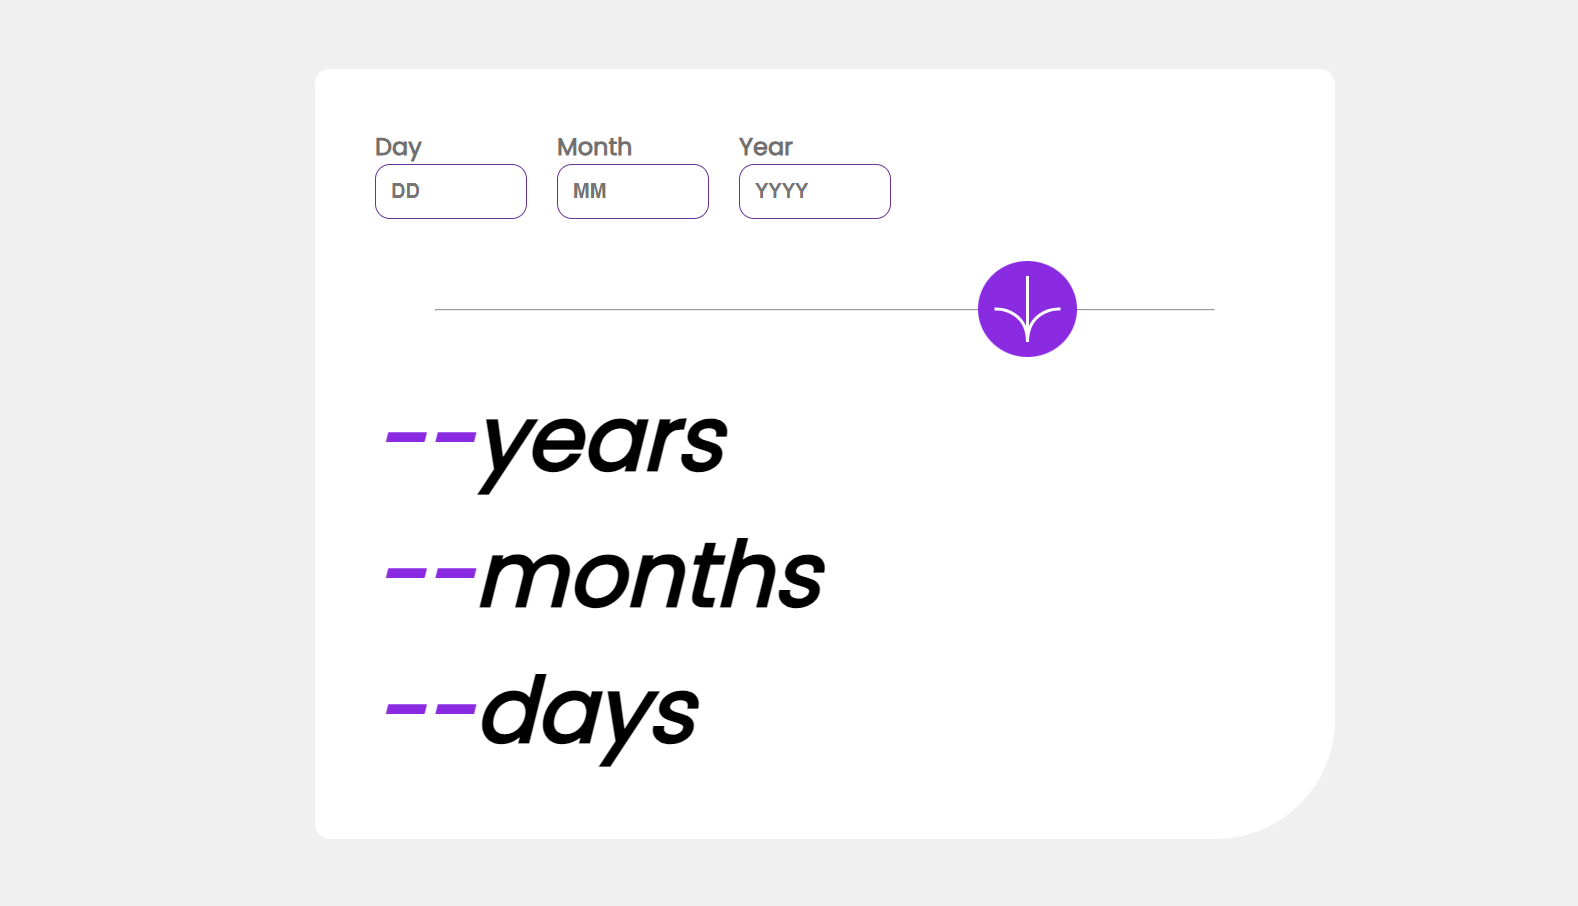 Day Month Year
DD MM YYYY
--years
--months
--days